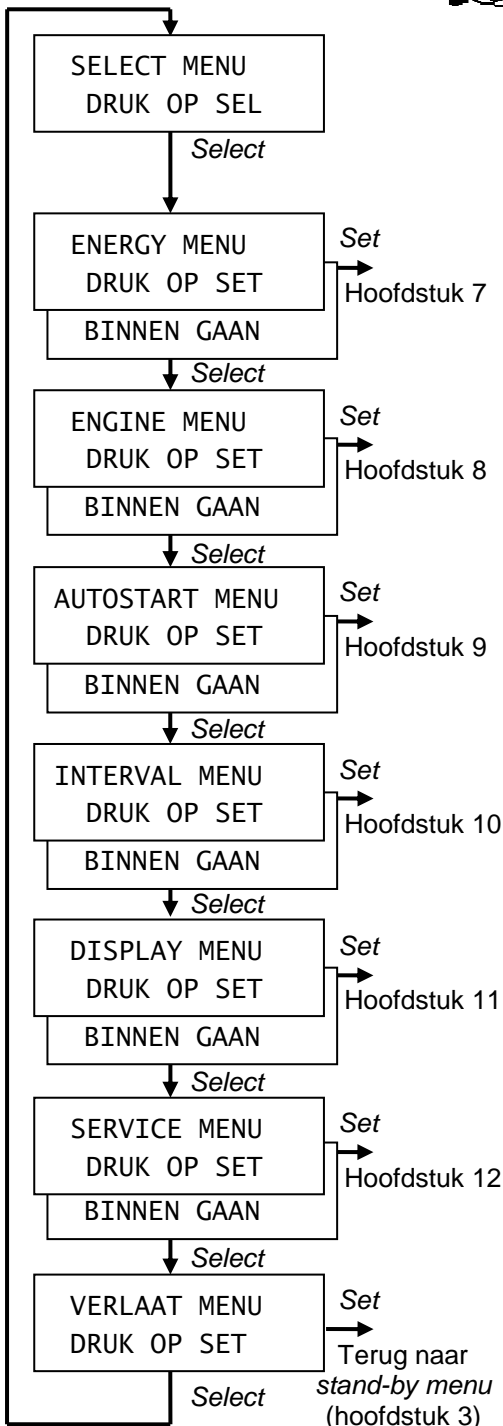 SELECT MENU
DRUK OP SEL
Select
ENERGY MENU
DRUK OP SET
BINNEN GAAN
Set
Hoofdstuk 7
Select
ENGINE MENU
DRUK OP SET
BINNEN GAAN
Set
Hoofdstuk 8
Select
AUTOSTART MENU
DRUK OP SET
BINNEN GAAN
Set
Hoofdstuk 9
Select
INTERVAL MENU
DRUK OP SET
BINNEN GAAN
Set
Hoofdstuk 10
Select
DISPLAY MENU
DRUK OP SET
BINNEN GAAN
Set
Hoofdstuk 11
Select
SERVICE MENU
DRUK OP SET
BINNEN GAAN
Set
Hoofdstuk 12
Select
VERLAAT MENU
DRUK OP SET
Set
Terug naar
stand-by menu
(hoofdstuk 3)
Select